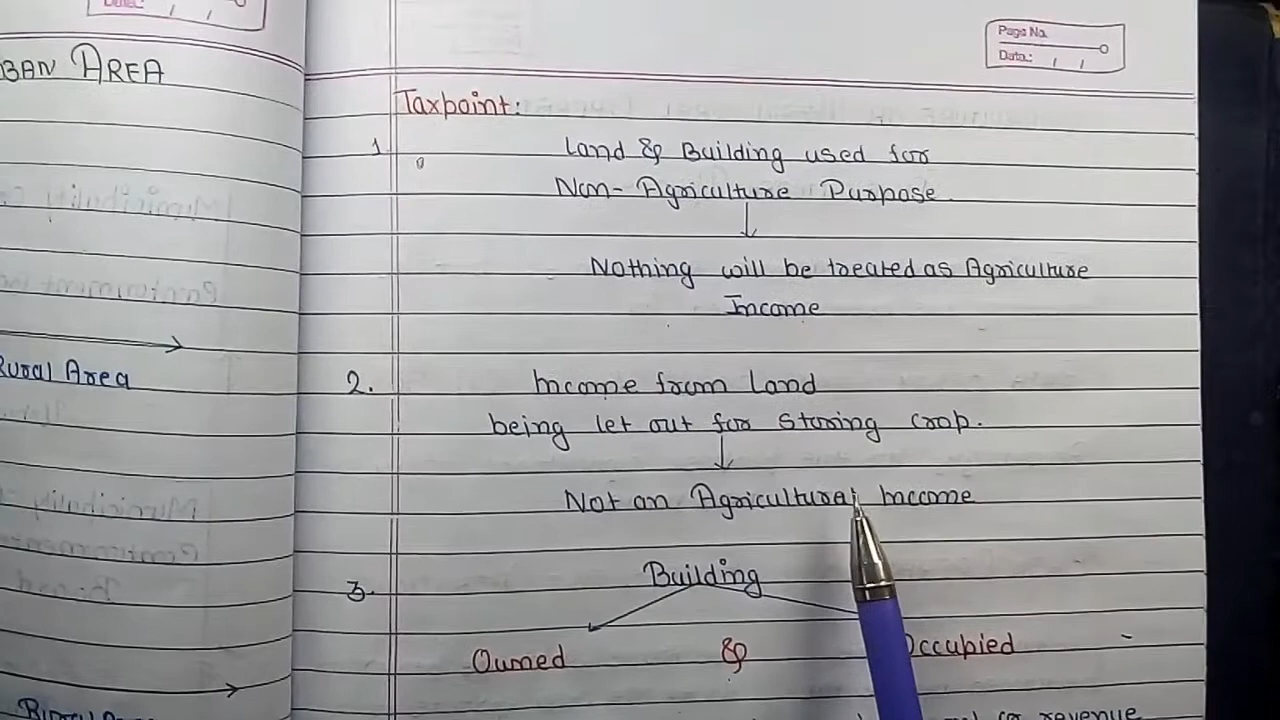 AREA
Rural Area
Page No.
Date.:    /    /
Taxpoint:
1. Land & Building used for
Non-Agriculture Purpose.
Nothing will be treated as Agriculture
Income
2. Income from land
being let out for storing crop.
Not an Agricultural Income
3. Building
Owned & Occupied
or revenue